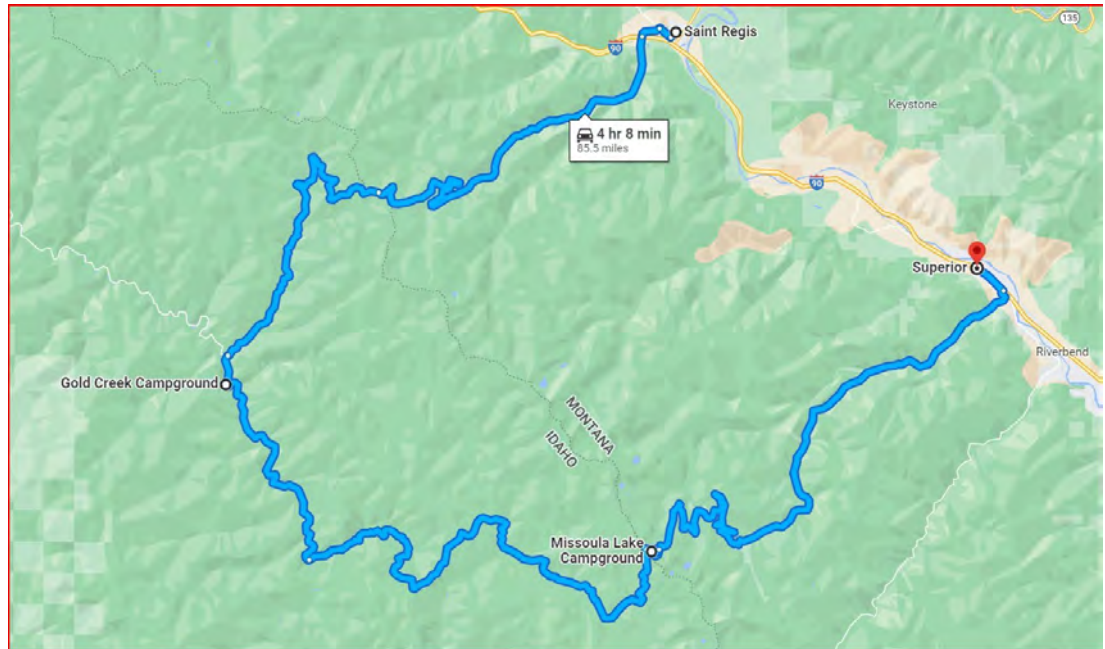 135
Saint Regis
90
Keystone
4 hr 8 min
85.5 miles
90
Superior
Riverbend
Gold Creek Campground
MONTANA
IDAHO
Missoula Lake
Campground